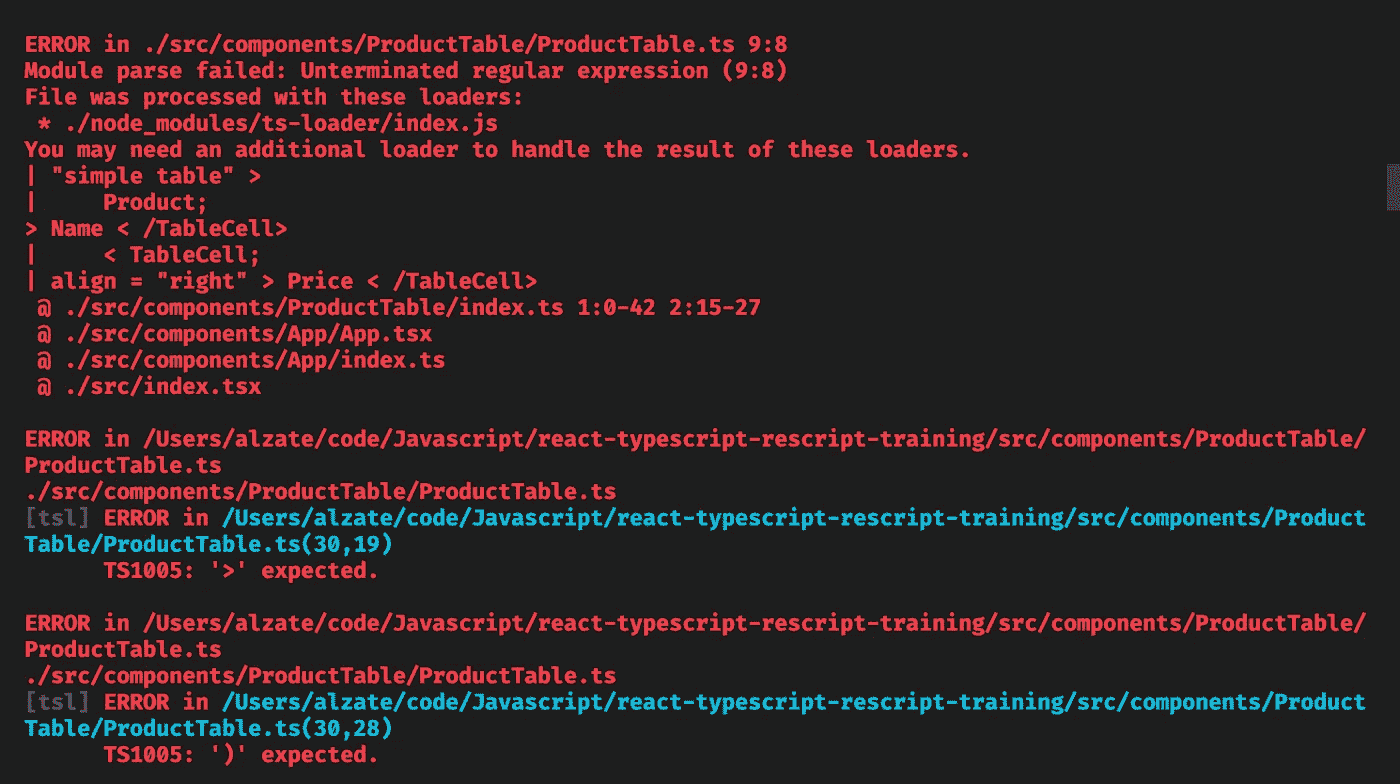 ERROR in ./src/components/ProductTable/ProductTable.ts 9:8
Module parse failed: Unterminated regular expression (9:8)
File was processed with these loaders:
 * ./node_modules/ts-loader/index.js
You may need an additional loader to handle the result of these loaders.
| "simple table" >
|     Product;
> Name < /TableCell>
|     < TableCell;
| align = "right" > Price < /TableCell>
 @ ./src/components/ProductTable/index.ts 1:0-42 2:15-27
 @ ./src/components/App/App.tsx
 @ ./src/components/App/index.ts
 @ ./src/index.tsx
ERROR in /Users/alzate/code/Javascript/react-typescript-rescript-training/src/components/ProductTable/
ProductTable.ts
./src/components/ProductTable/ProductTable.ts
[tsl] ERROR in /Users/alzate/code/Javascript/react-typescript-rescript-training/src/components/Product
Table/ProductTable.ts(30,19)
      TS1005: '>' expected.
ERROR in /Users/alzate/code/Javascript/react-typescript-rescript-training/src/components/ProductTable/
ProductTable.ts
./src/components/ProductTable/ProductTable.ts
[tsl] ERROR in /Users/alzate/code/Javascript/react-typescript-rescript-training/src/components/Product
Table/ProductTable.ts(30,28)
      TS1005: ')' expected.